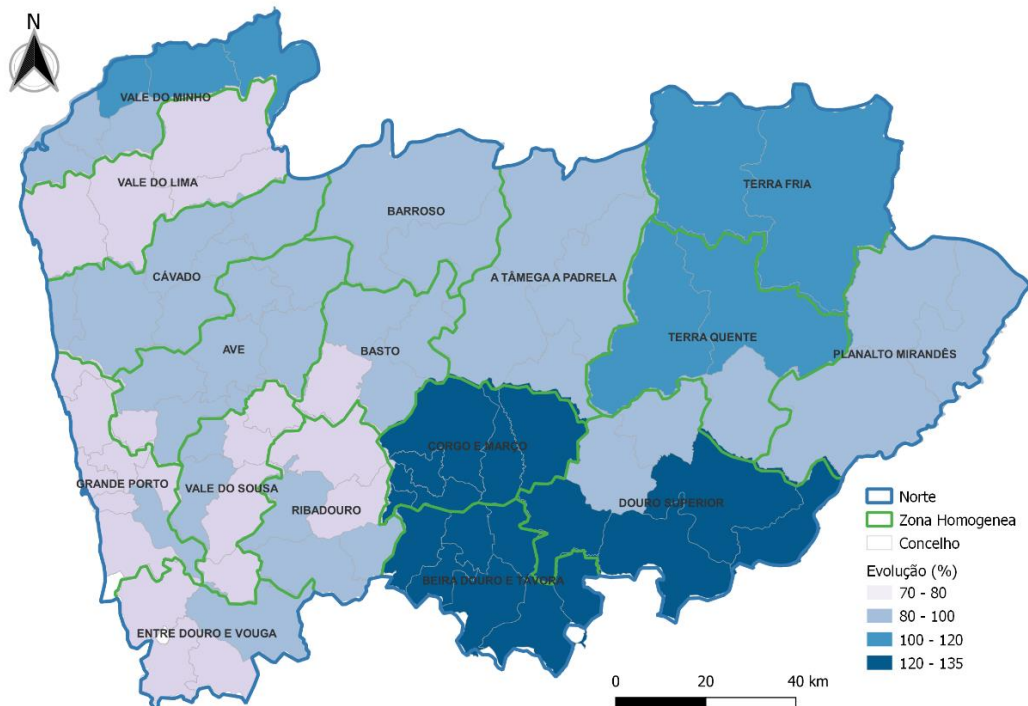 N
VALE DO MINHO
VALE DO LIMA
BARROSO
TERRA FRIA
CÁVADO
A TÂMEGA A PADRELA
AVE
BASTO
TERRA QUENTE
PLANALTO MIRANDÊS
CORGO E MARÇO
GRANDE PORTO
VALE DO SOUSA
RIBADOURO
DOURO SUPERIOR
BEIRA DOURO E TÁVORA
ENTRE DOURO E VOUGA
Norte
Zona Homogenea
Concelho
Evolução (%)
70 - 80
80 - 100
100 - 120
120 - 135
0 20 40 km